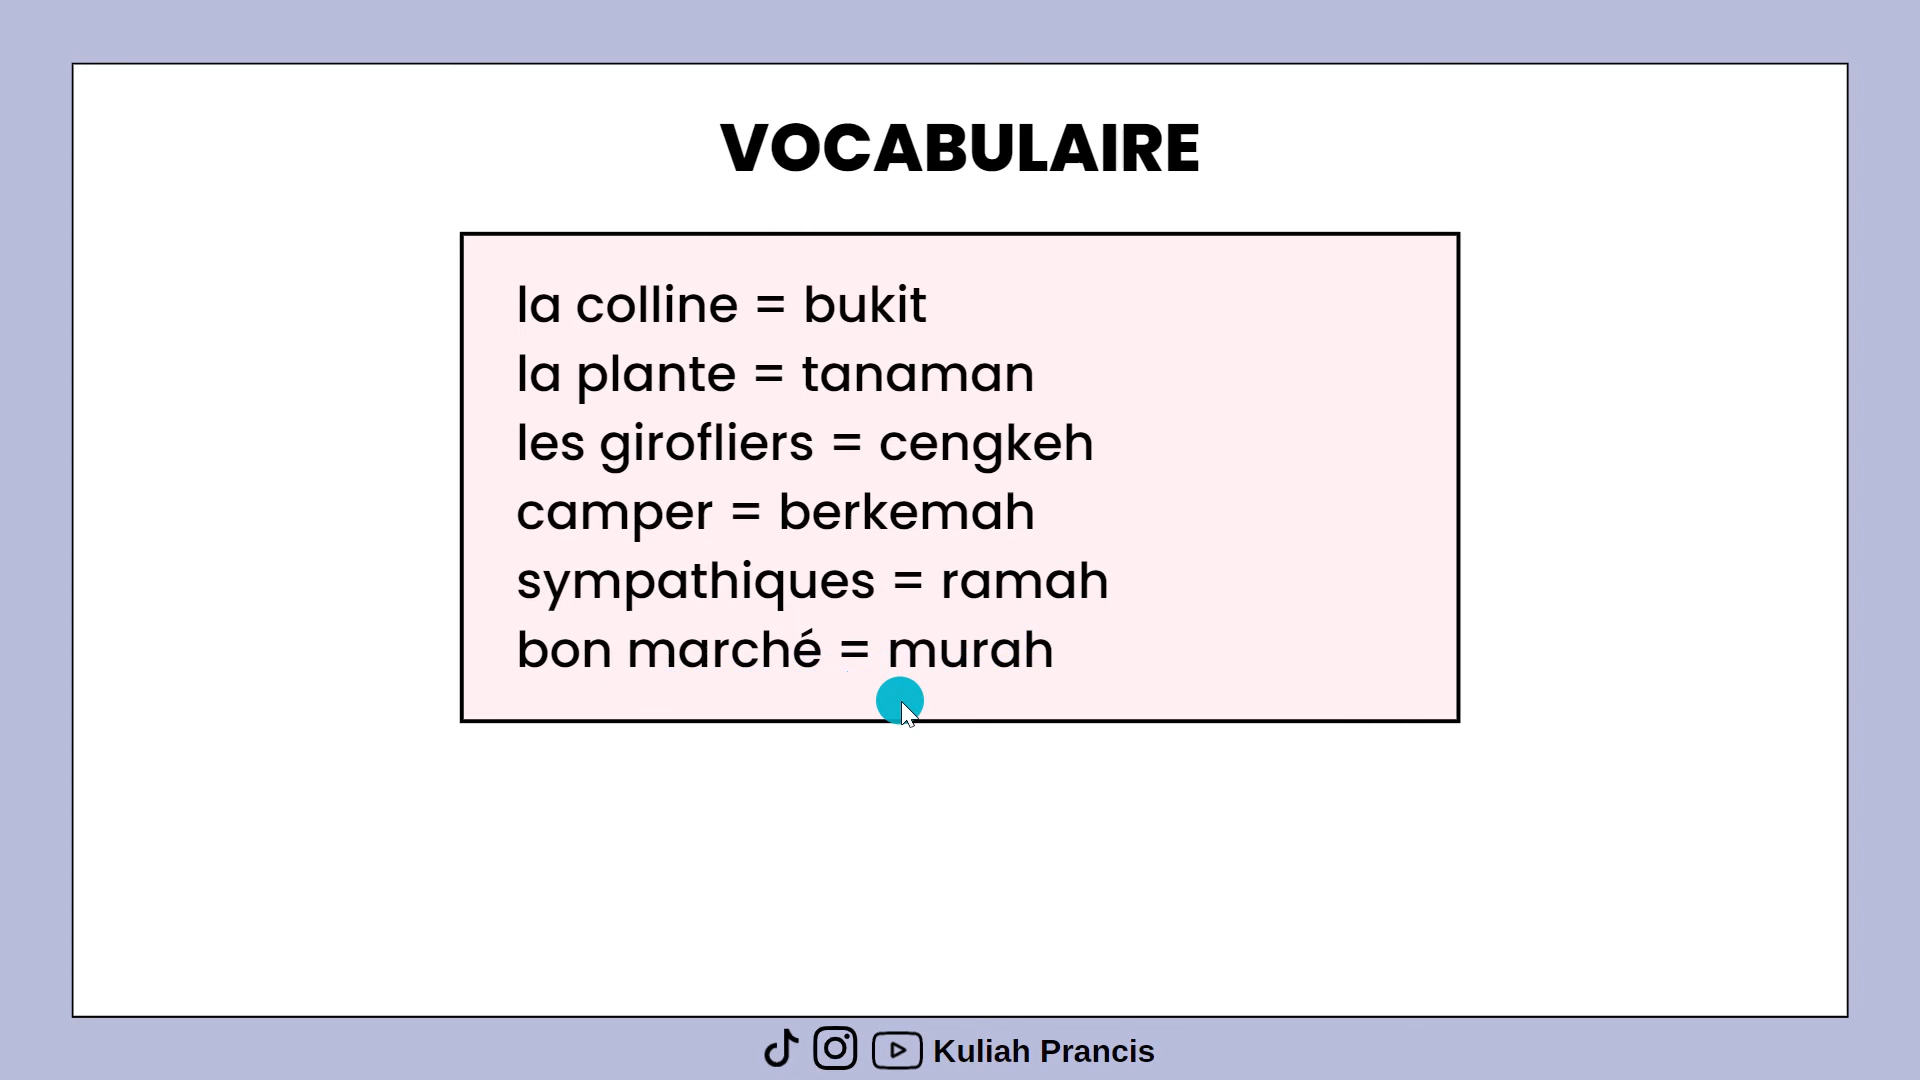 VOCABULAIRE
la colline = bukit
la plante = tanaman
les girofliers = cengkeh
camper = berkemah
sympathiques = ramah
bon marché = murah
Kuliah Prancis